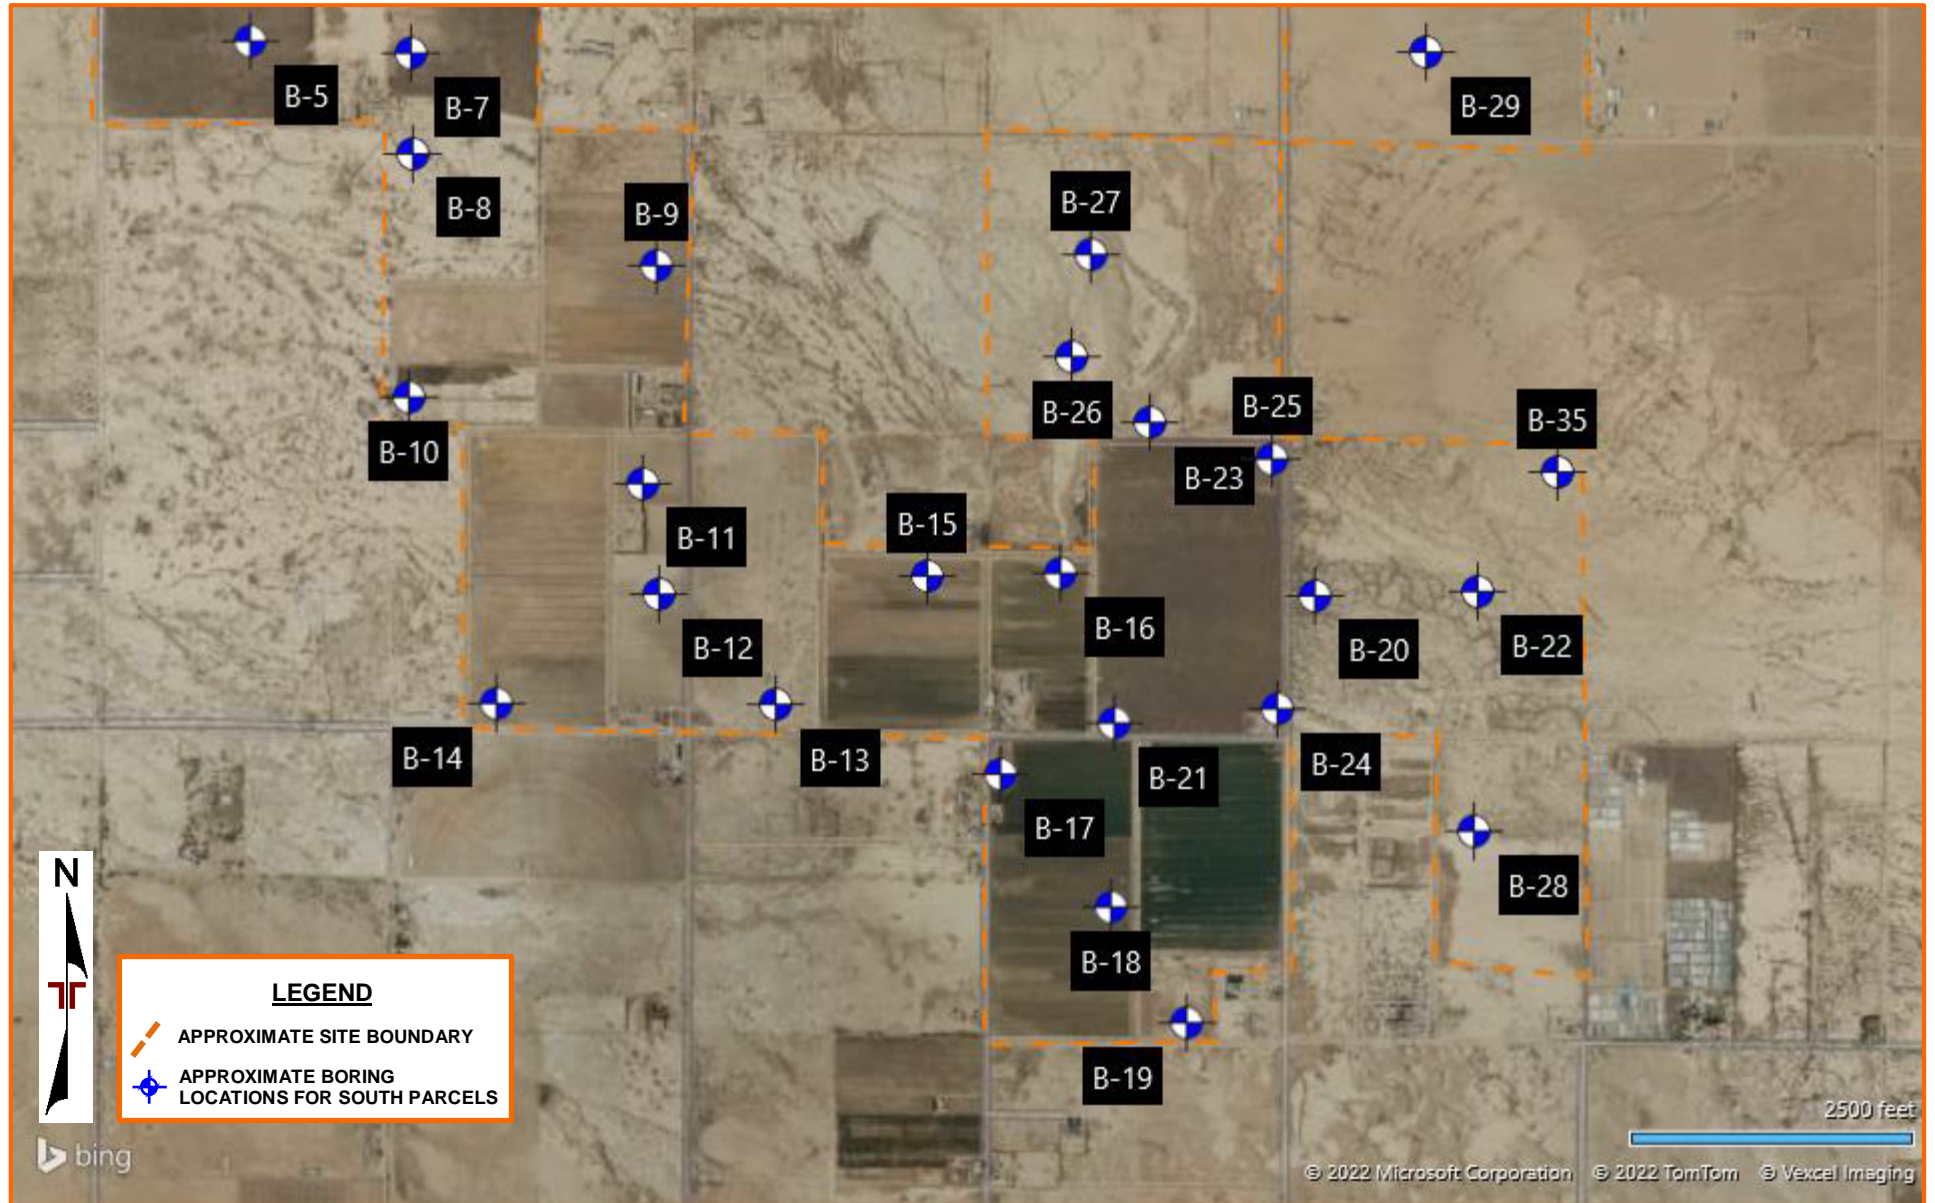 B-5
B-7
B-29
B-8
B-9
B-27
B-26
B-25
B-35
B-10
B-23
B-15
B-11
B-16
B-12
B-20
B-22
B-14
B-13
B-21
B-24
B-17
B-28
B-18
B-19
N
LEGEND
APPROXIMATE SITE BOUNDARY
APPROXIMATE BORING
LOCATIONS FOR SOUTH PARCELS
2500 feet
bing
© 2022 Microsoft Corporation © 2022 TomTom © Vexcel Imaging